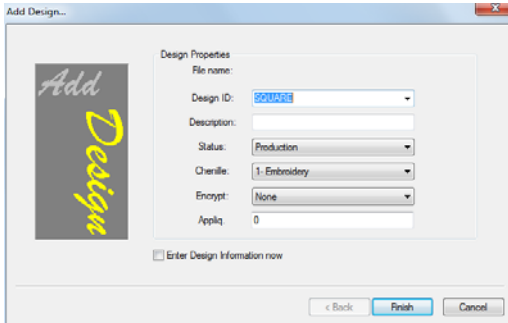 Add Design...
Add
Design
Design Properties
File name:
Design ID: SQUARE
Description:
Status: Production
Chenille: 1- Embroidery
Encrypt: None
Appliq. 0
Enter Design Information now
< Back Finish Cancel